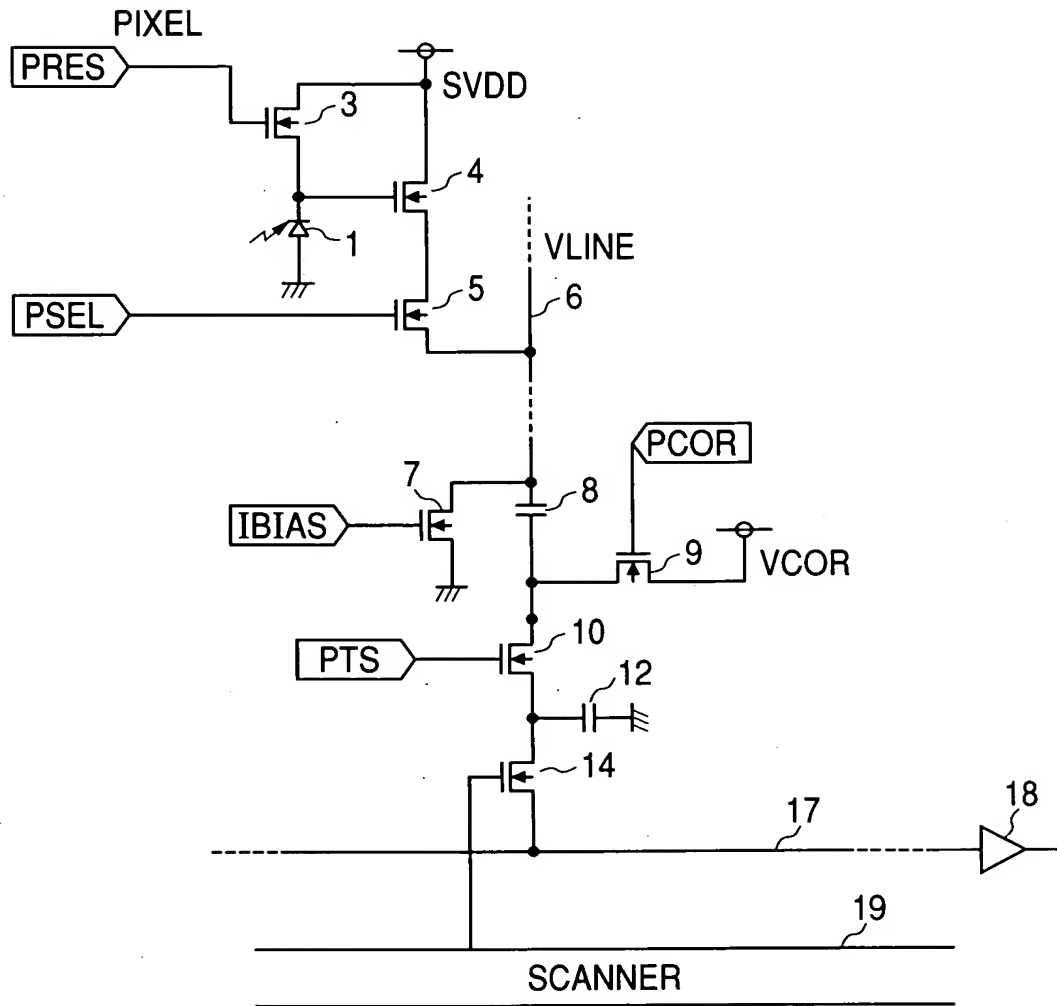 PIXEL
PRES
SVDD
3
4
1
VLINE
5
6
PSEL
PCOR
7
8
IBIAS
9
VCOR
10
PTS
12
14
17
18
19
SCANNER